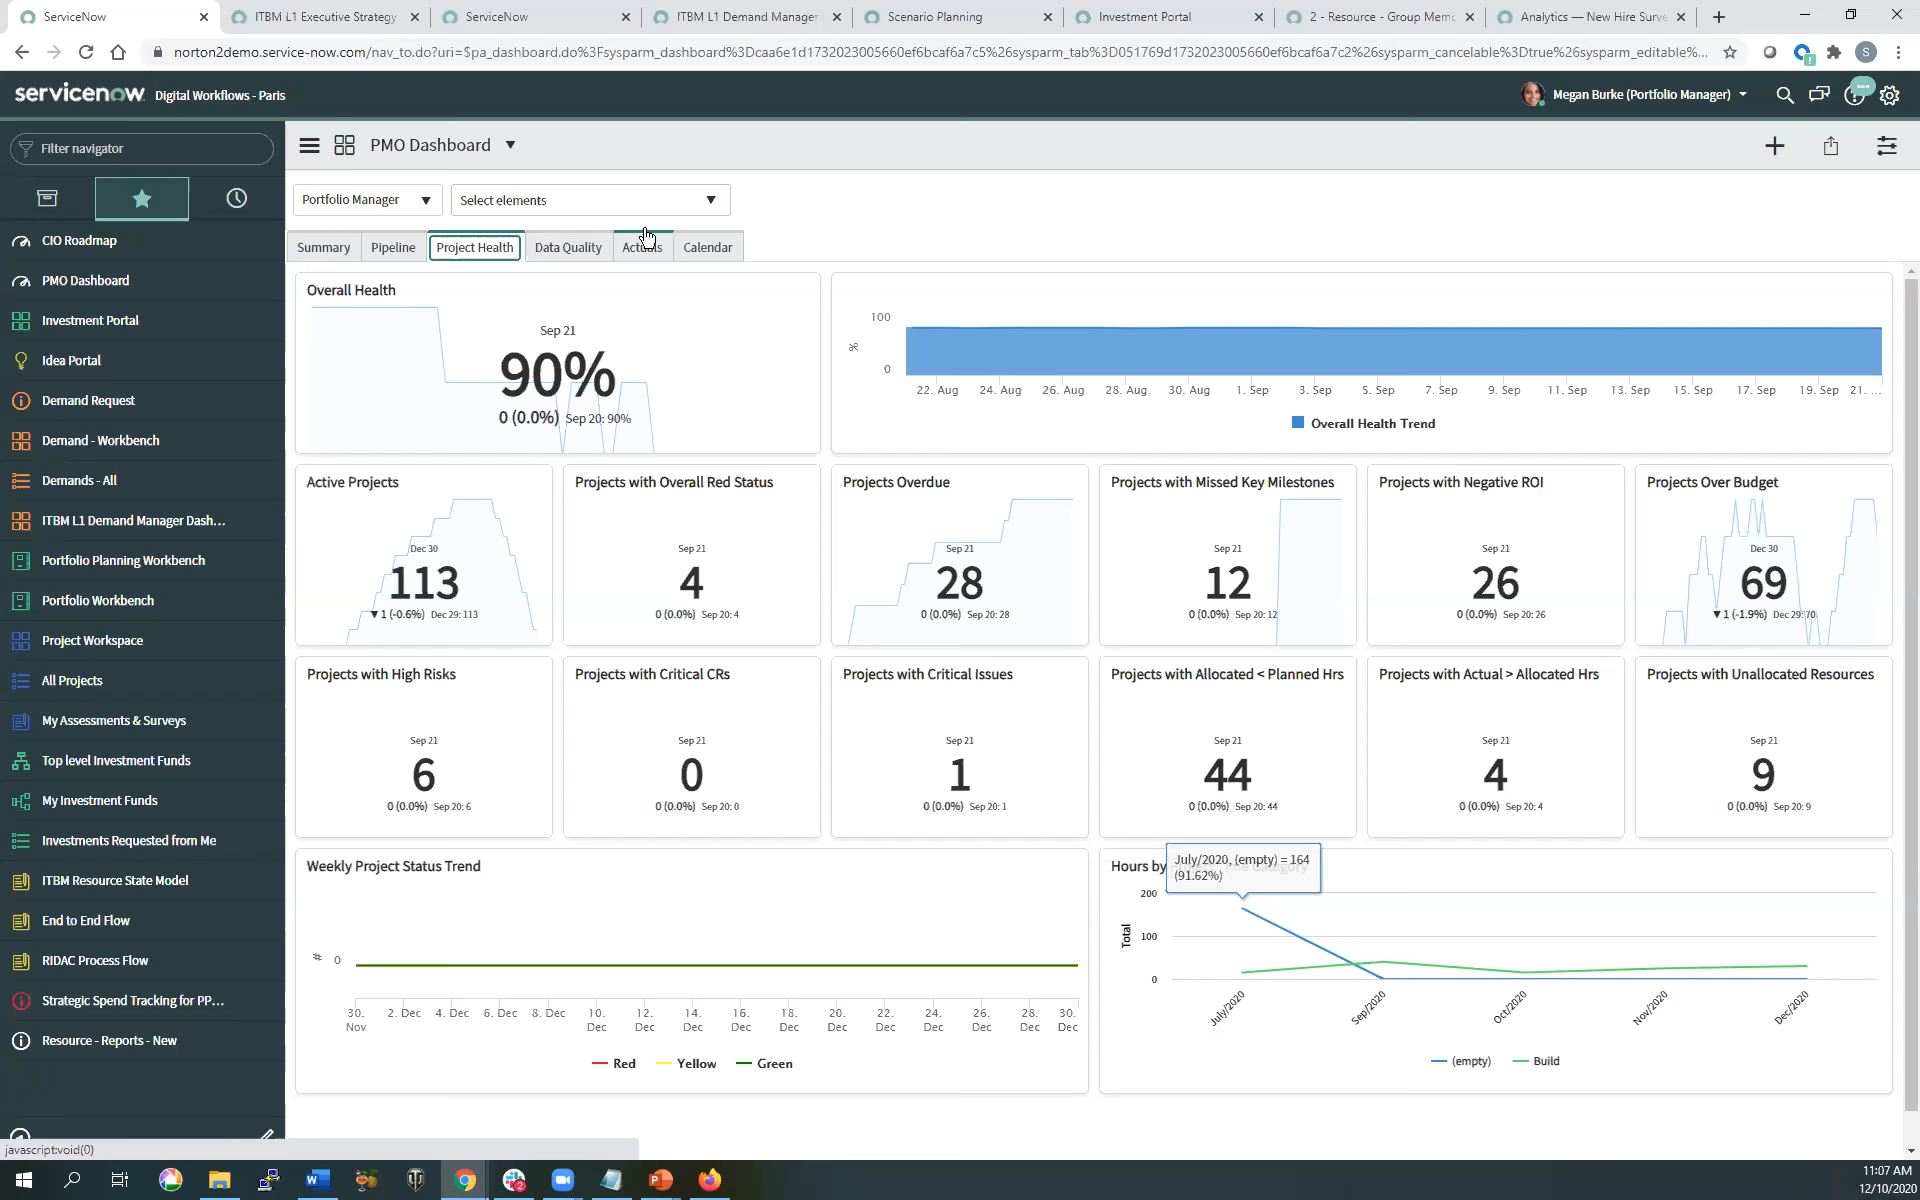 ServiceNow
ITBM L1 Executive Strategy
ServiceNow
ITBM L1 Demand Manager
Scenario Planning
Investment Portal
2 - Resource - Group Mem
Analytics — New Hire Surve
norton2demo.service-now.com/nav_to.do?uri=$pa_dashboard.do%3Fsysparm_dashboard%3Dcaa6e1d1732023005660ef6bcaf6a7c5%26sysparm_tab%3D051769d1732023005660ef6bcaf6a7c2%26sysparm_cancelable%3Dtrue%26sysparm_editable%...
S
servicenow Digital Workflows - Paris
Megan Burke (Portfolio Manager)
Filter navigator
PMO Dashboard
Portfolio Manager
Select elements
Summary Pipeline Project Health Data Quality Actuals Calendar
CIO Roadmap
PMO Dashboard
Investment Portal
Idea Portal
Demand Request
Demand - Workbench
Demands - All
ITBM L1 Demand Manager Dash...
Portfolio Planning Workbench
Portfolio Workbench
Project Workspace
All Projects
My Assessments & Surveys
Top level Investment Funds
My Investment Funds
Investments Requested from Me
ITBM Resource State Model
End to End Flow
RIDAC Process Flow
Strategic Spend Tracking for PP...
Resource - Reports - New
Overall Health
Sep 21
90%
0 (0.0%) Sep 20: 90%
100
%
0
22. Aug 24. Aug 26. Aug 28. Aug 30. Aug 1. Sep 3. Sep 5. Sep 7. Sep 9. Sep 11. Sep 13. Sep 15. Sep 17. Sep 19. Sep 21. ...
Overall Health Trend
Active Projects
Dec 30
113
▼1 (-0.6%) Dec 29: 113
Projects with Overall Red Status
Sep 21
4
0 (0.0%) Sep 20: 4
Projects Overdue
Sep 21
28
0 (0.0%) Sep 20: 28
Projects with Missed Key Milestones
Sep 21
12
0 (0.0%) Sep 20: 12
Projects with Negative ROI
Sep 21
26
0 (0.0%) Sep 20: 26
Projects Over Budget
Dec 30
69
▼1 (-1.9%) Dec 29: 70
Projects with High Risks
Sep 21
6
0 (0.0%) Sep 20: 6
Projects with Critical CRs
Sep 21
0
0 (0.0%) Sep 20: 0
Projects with Critical Issues
Sep 21
1
0 (0.0%) Sep 20: 1
Projects with Allocated < Planned Hrs
Sep 21
44
0 (0.0%) Sep 20: 44
Projects with Actual > Allocated Hrs
Sep 21
4
0 (0.0%) Sep 20: 4
Projects with Unallocated Resources
Sep 21
9
0 (0.0%) Sep 20: 9
Weekly Project Status Trend
#
0
30. Nov 2. Dec 4. Dec 6. Dec 8. Dec 10. Dec 12. Dec 14. Dec 16. Dec 18. Dec 20. Dec 22. Dec 24. Dec 26. Dec 28. Dec 30. Dec
Red Yellow Green
Hours by
Category
July/2020, (empty) = 164
(91.62%)
200
100
0
Total
July/2020 Sep/2020 Oct/2020 Nov/2020 Dec/2020
(empty) Build
javascript:void(0)
2
11:07 AM
12/10/2020